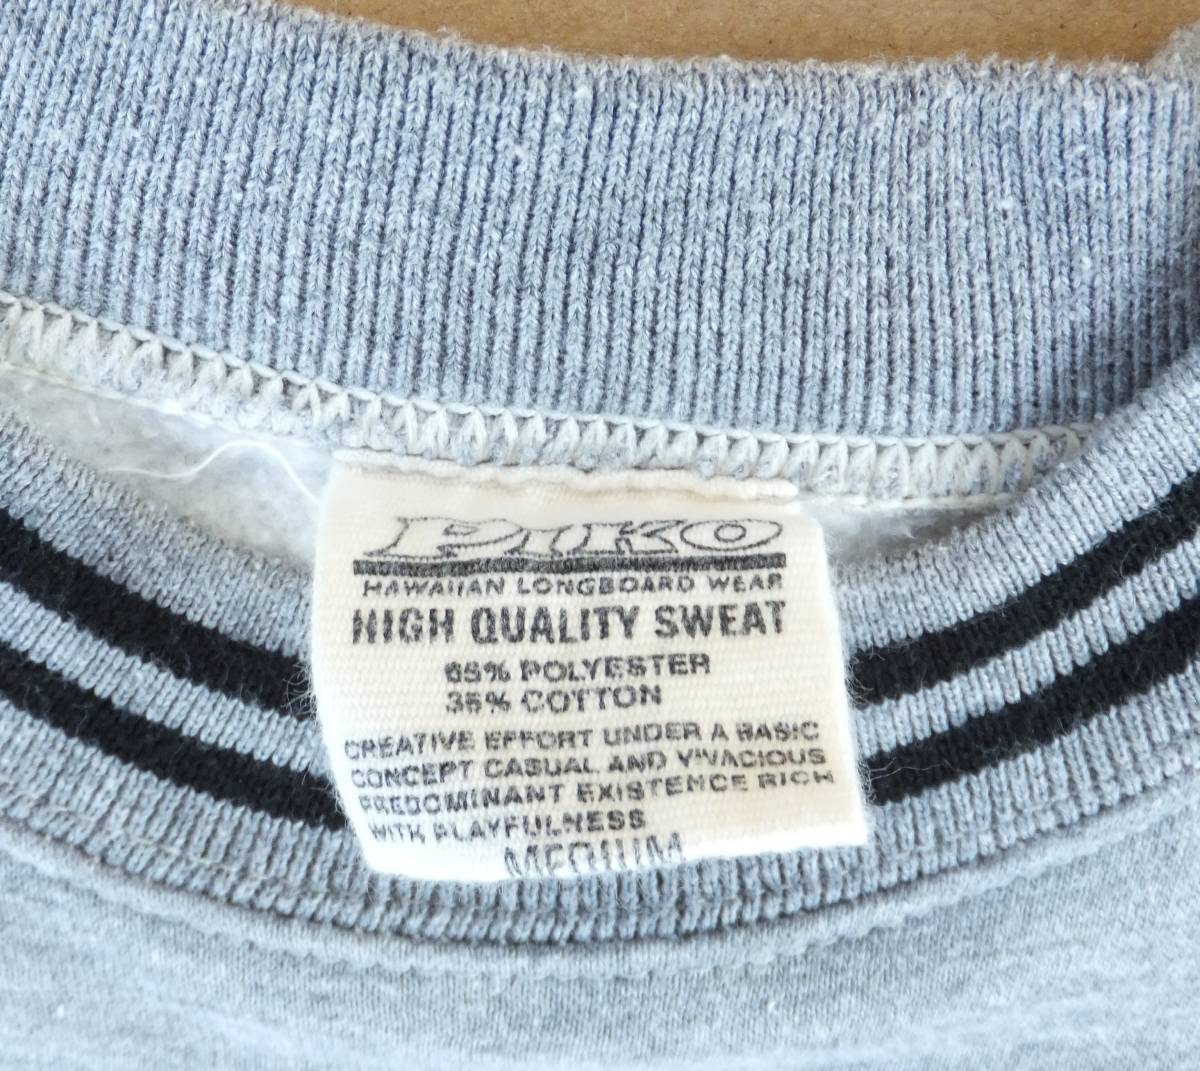 PIKO
HAWAIIAN LONGBOARD WEAR
HIGH QUALITY SWEAT
65% POLYESTER
35% COTTON
CREATIVE EFFORT UNDER A BASIC
CONCEPT CASUAL AND VIVACIOUS
PREDOMINANT EXISTENCE RICH
WITH PLAYFULNESS
MEDIUM